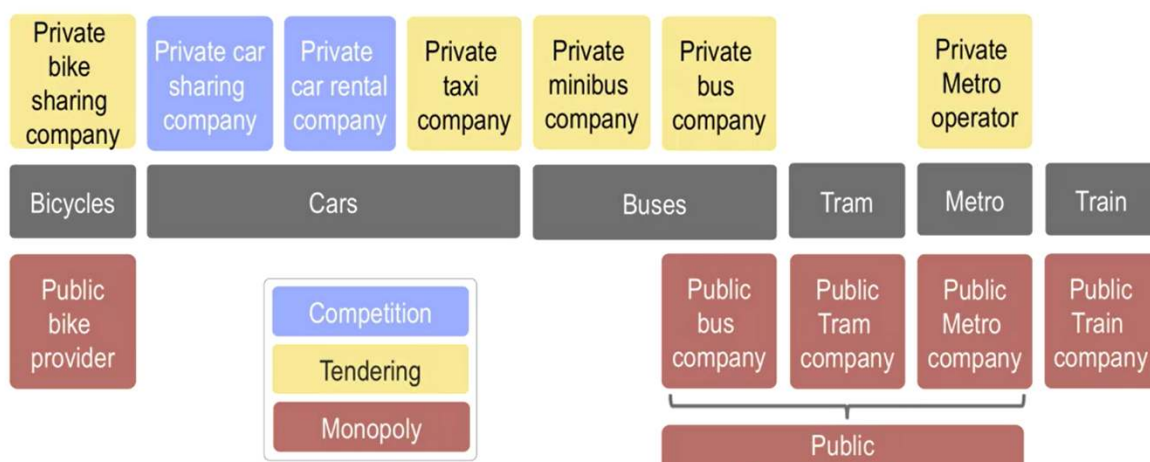 Private
bike
sharing
company
Private car
sharing
company
Private
car rental
company
Private
taxi
company
Private
minibus
company
Private
bus
company
Private
Metro
operator
Bicycles
Cars
Buses
Tram
Metro
Train
Public
bike
provider
Competition
Tendering
Monopoly
Public
bus
company
Public
Tram
company
Public
Metro
company
Public
Train
company
Public